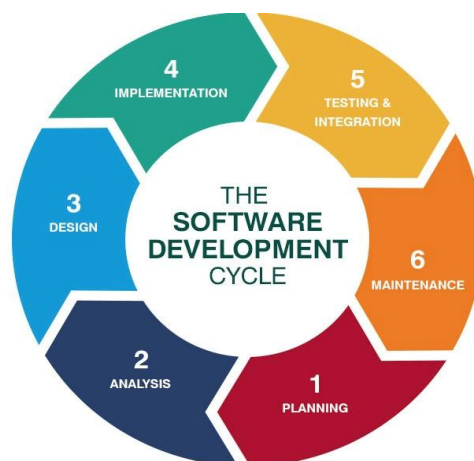 THE
SOFTWARE
DEVELOPMENT
CYCLE
1
PLANNING
2
ANALYSIS
3
DESIGN
4
IMPLEMENTATION
5
TESTING &
INTEGRATION
6
MAINTENANCE